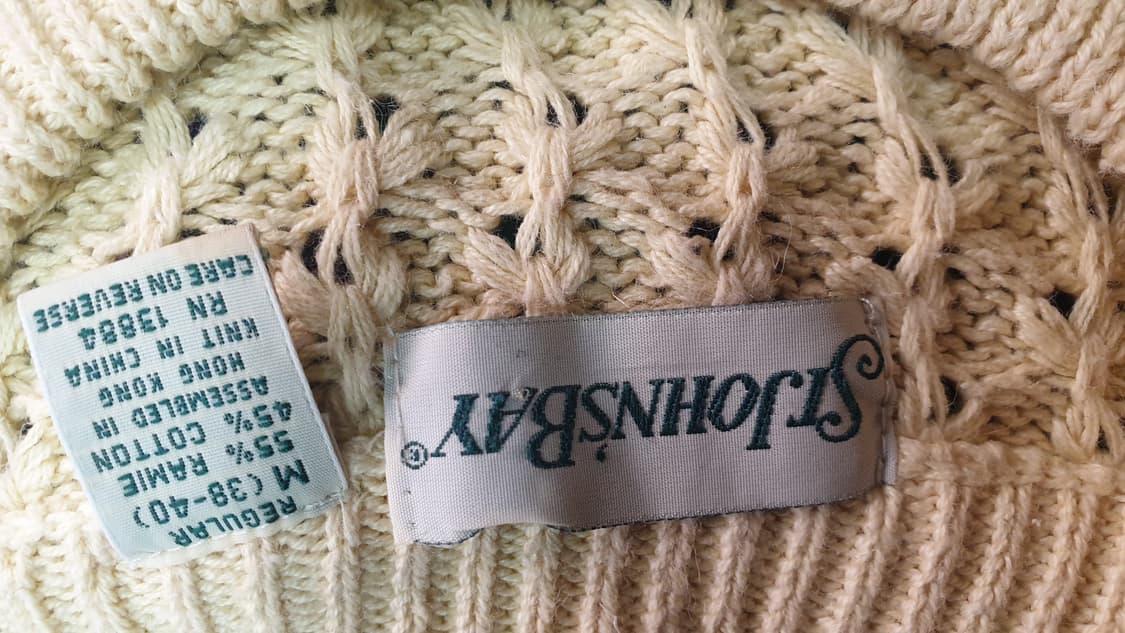 REGULAR
M (38-40)
55% RAMIE
45% COTTON
ASSEMBLED IN
HONG KONG
KNIT IN CHINA
RN 13884
CARE ON REVERSE
ST JOHN'S BAY®